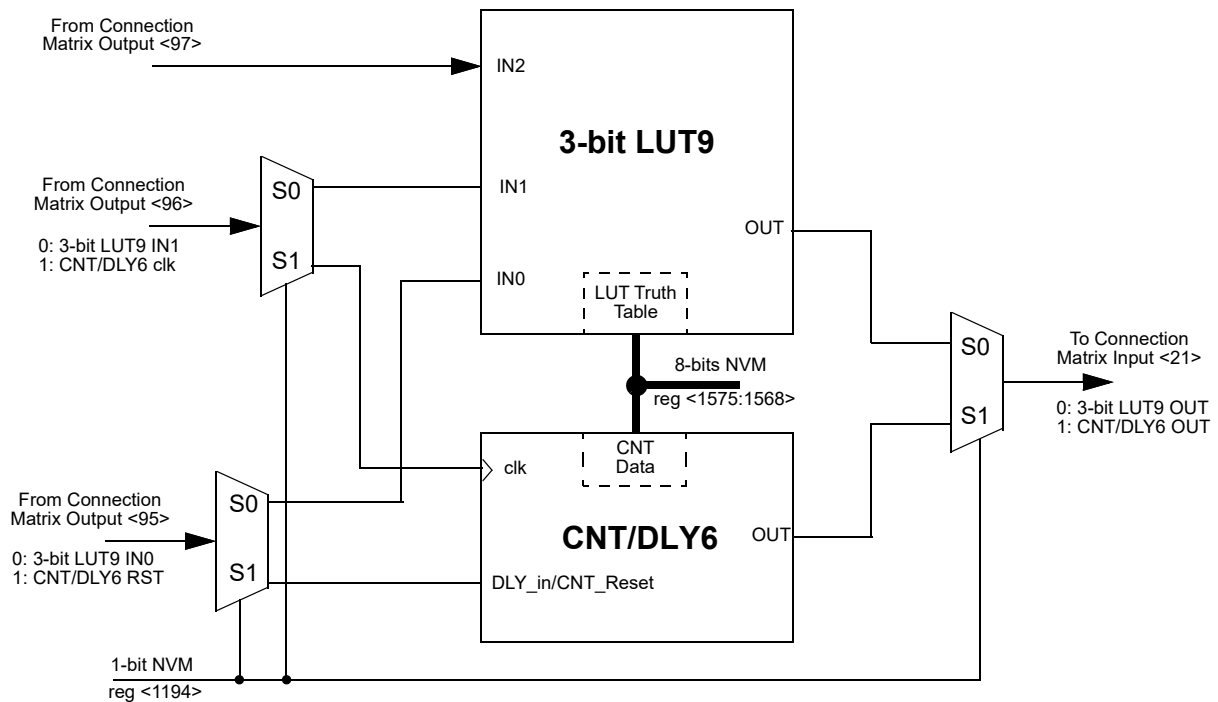 From Connection
Matrix Output <97>
IN2
3-bit LUT9
From Connection
Matrix Output <96>
0: 3-bit LUT9 IN1
1: CNT/DLY6 clk
S0
S1
IN1
IN0
OUT
LUT Truth
Table
8-bits NVM
reg <1575:1568>
S0
S1
To Connection
Matrix Input <21>
0: 3-bit LUT9 OUT
1: CNT/DLY6 OUT
CNT
Data
clk
CNT/DLY6
OUT
DLY_in/CNT_Reset
From Connection
Matrix Output <95>
0: 3-bit LUT9 IN0
1: CNT/DLY6 RST
S0
S1
1-bit NVM
reg <1194>